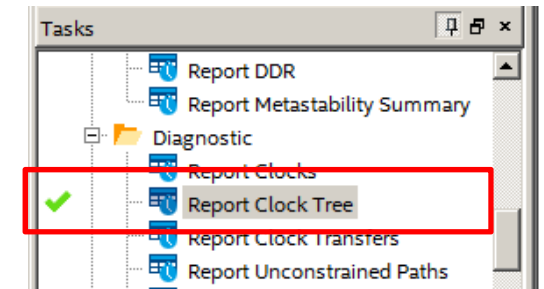 Tasks
Report DDR
Report Metastability Summary
Diagnostic
Report Clocks
Report Clock Tree
Report Clock Transfers
Report Unconstrained Paths